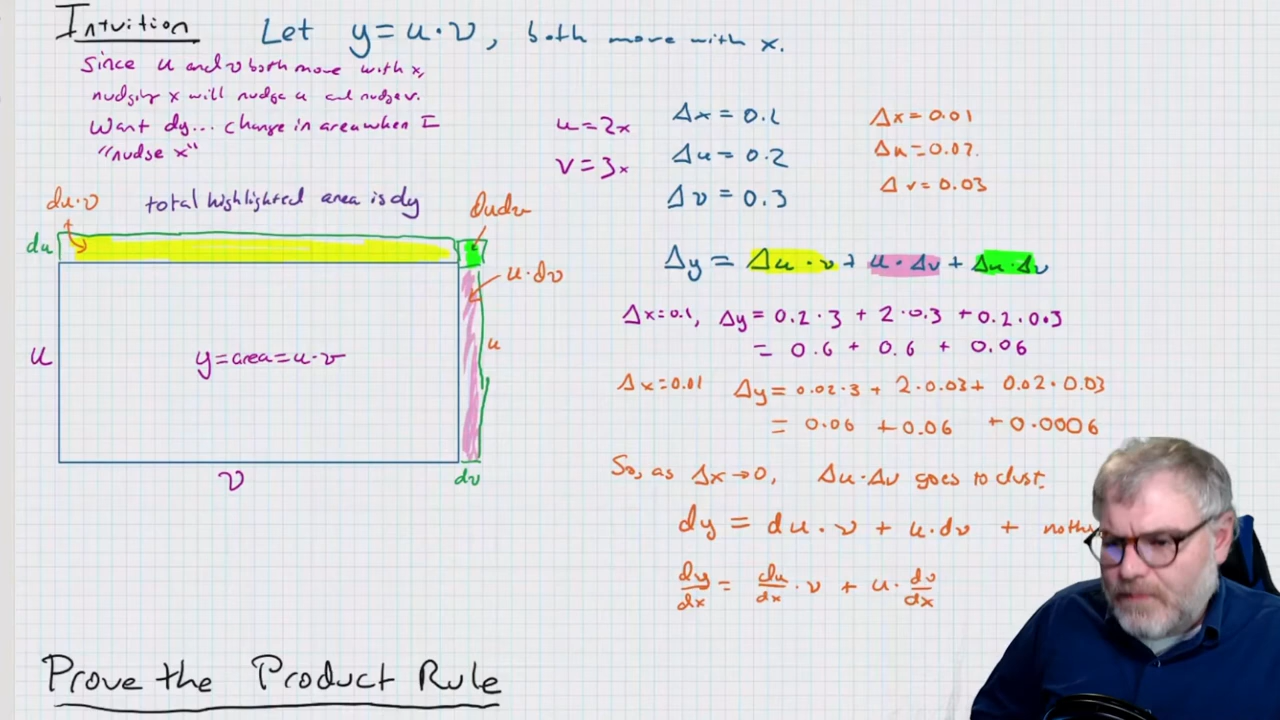 Intuition Let y = u · v, both move with x.
Since u and v both move with x,
nudging x will nudge u and nudge v.
Want dy... change in area when I
"nudge x"
u = 2x
v = 3x
Δx = 0.1
Δu = 0.2
Δv = 0.3
Δx = 0.01
Δu = 0.02
Δv = 0.03
du·v total highlighted area is dy dudv
du
u·dv
u
y = area = u·v
u
v
dv
Δy = Δu · v + u · Δv + Δu · Δv
Δx = 0.1, Δy = 0.2 · 3 + 2 · 0.3 + 0.2 · 0.3
= 0.6 + 0.6 + 0.06
Δx = 0.01 Δy = 0.02 · 3 + 2 · 0.03 + 0.02 · 0.03
= 0.06 + 0.06 + 0.0006
So, as Δx → 0, Δu · Δv goes to dust.
dy = du · v + u · dv +
dy/dx = du/dx · v + u · dv/dx
Prove the Product Rule